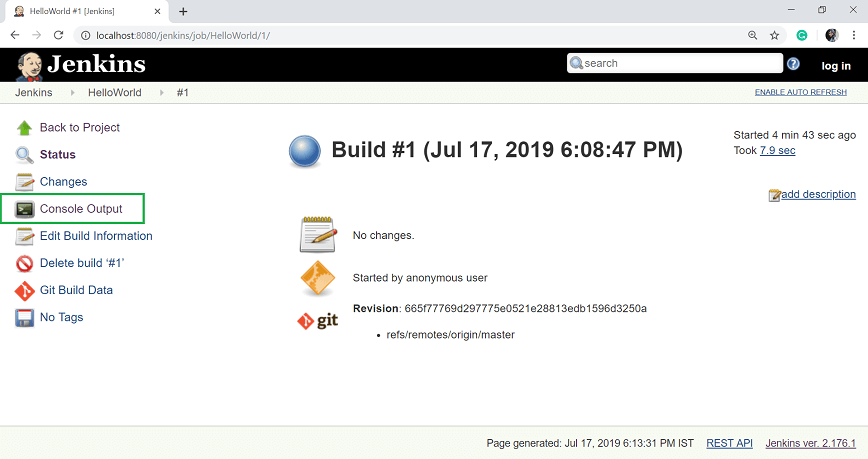 HelloWorld #1 [Jenkins]
localhost:8080/jenkins/job/HelloWorld/1/
Jenkins
search
log in
Jenkins HelloWorld #1
ENABLE AUTO REFRESH
Back to Project
Status
Changes
Console Output
Edit Build Information
Delete build ‘#1’
Git Build Data
No Tags
Build #1 (Jul 17, 2019 6:08:47 PM)
Started 4 min 43 sec ago
Took 7.9 sec
add description
No changes.
Started by anonymous user
git
Revision: 665f77769d297775e0521e28813edb1596d3250a
refs/remotes/origin/master
Page generated: Jul 17, 2019 6:13:31 PM IST REST API Jenkins ver. 2.176.1